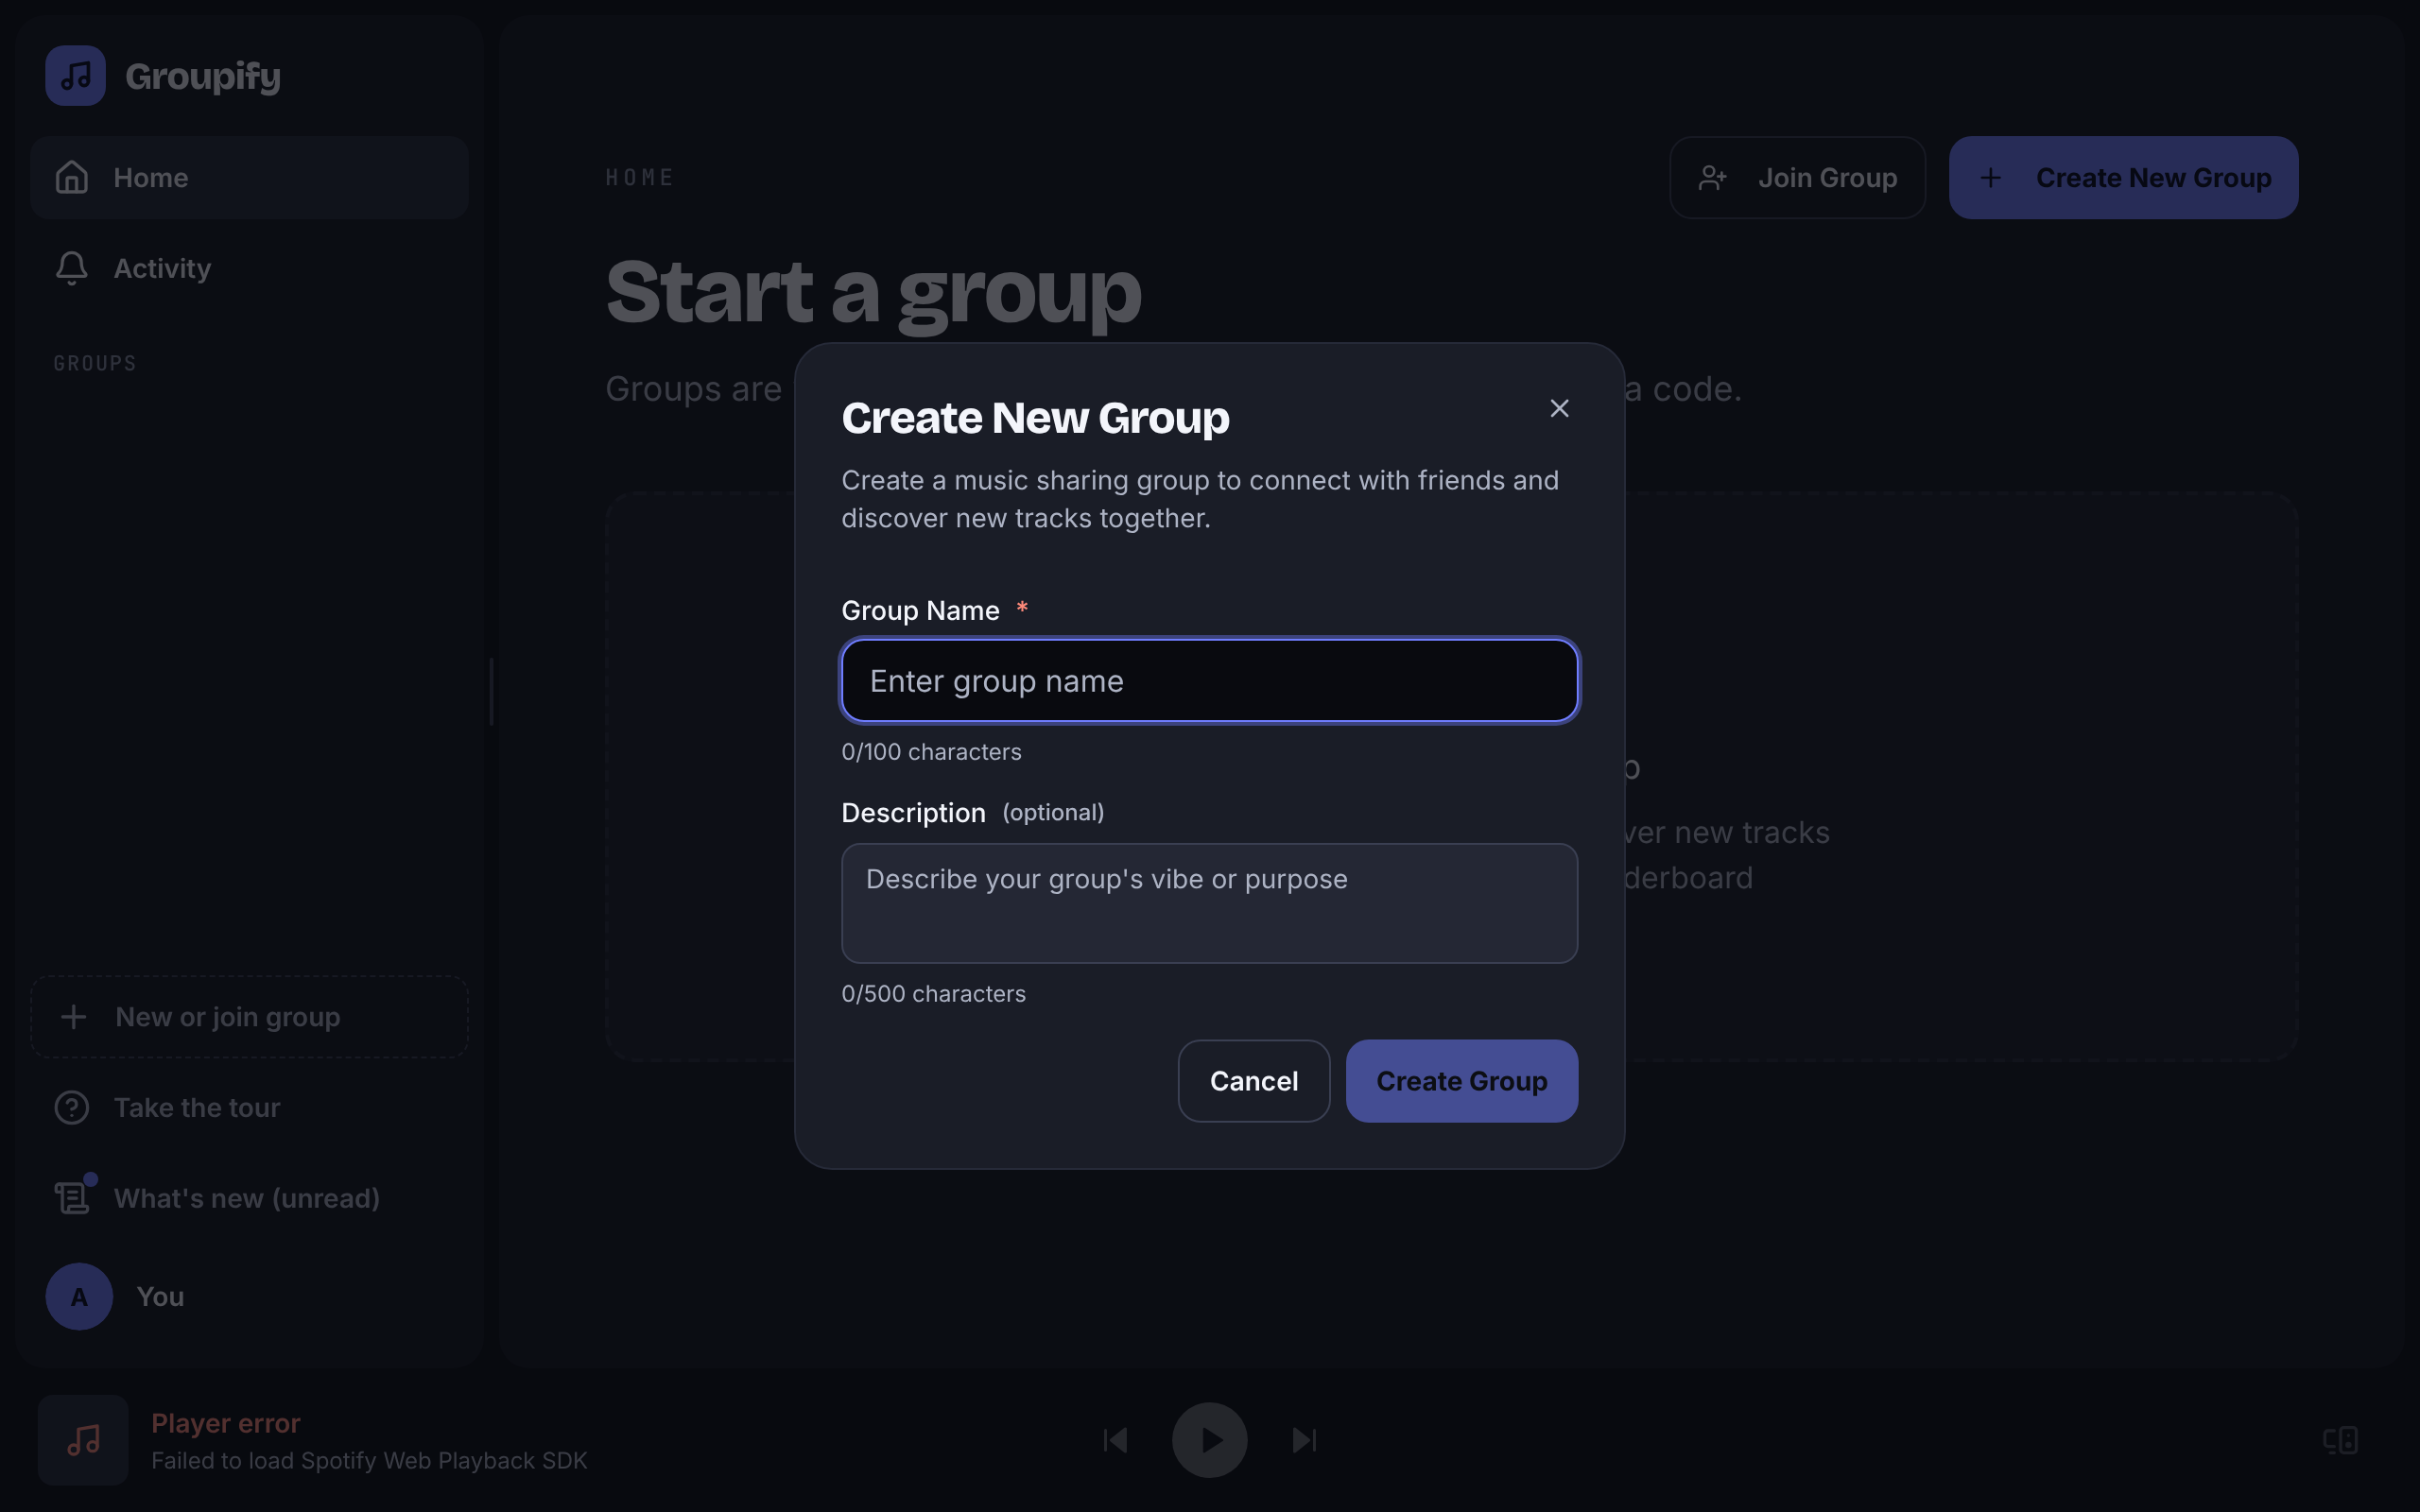 Groupify
Home
Activity
GROUPS
New or join group
Take the tour
What's new (unread)
A
You
HOME
Join Group
Create New Group
Start a group
Groups are
a code.
ver new tracks
derboard
Create New Group
Create a music sharing group to connect with friends and
discover new tracks together.
Group Name *
Enter group name
0/100 characters
Description (optional)
Describe your group's vibe or purpose
0/500 characters
Cancel
Create Group
Player error
Failed to load Spotify Web Playback SDK